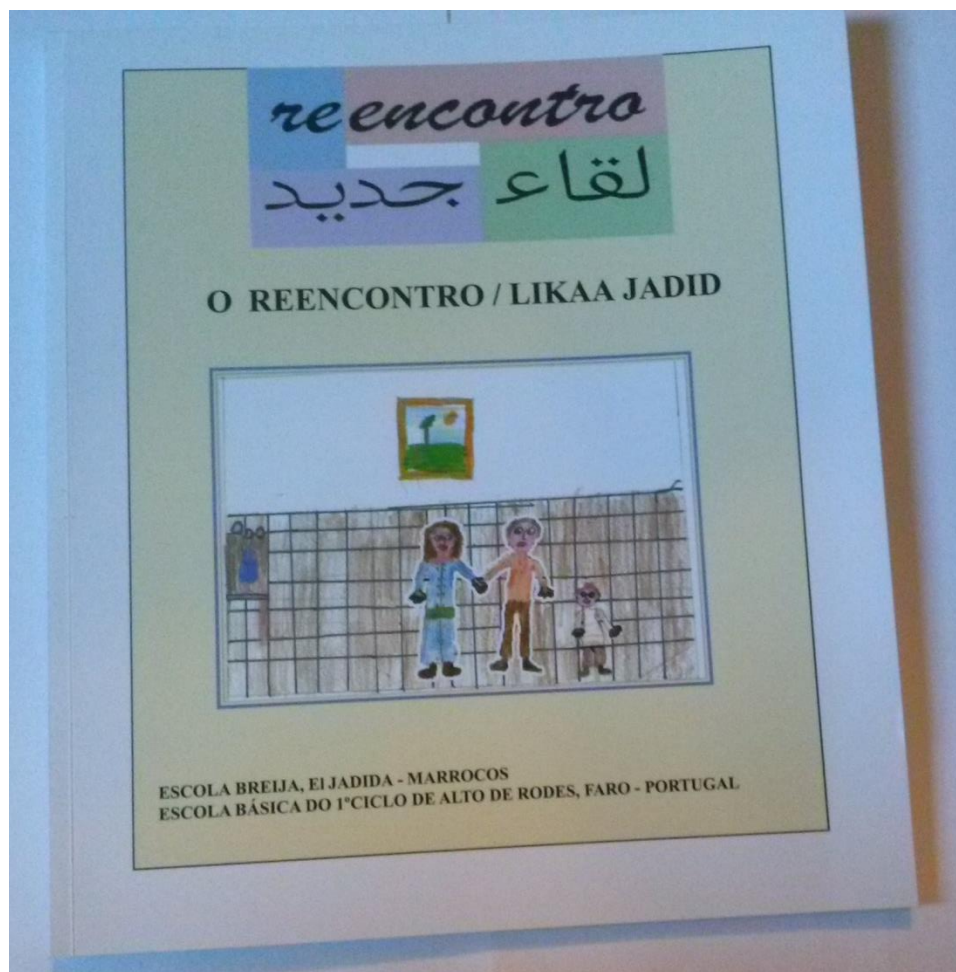 reencontro
لقاء جديد
O REENCONTRO / LIKAA JADID
ESCOLA BREIJA, El JADIDA - MARROCOS
ESCOLA BÁSICA DO 1ºCICLO DE ALTO DE RODES, FARO - PORTUGAL